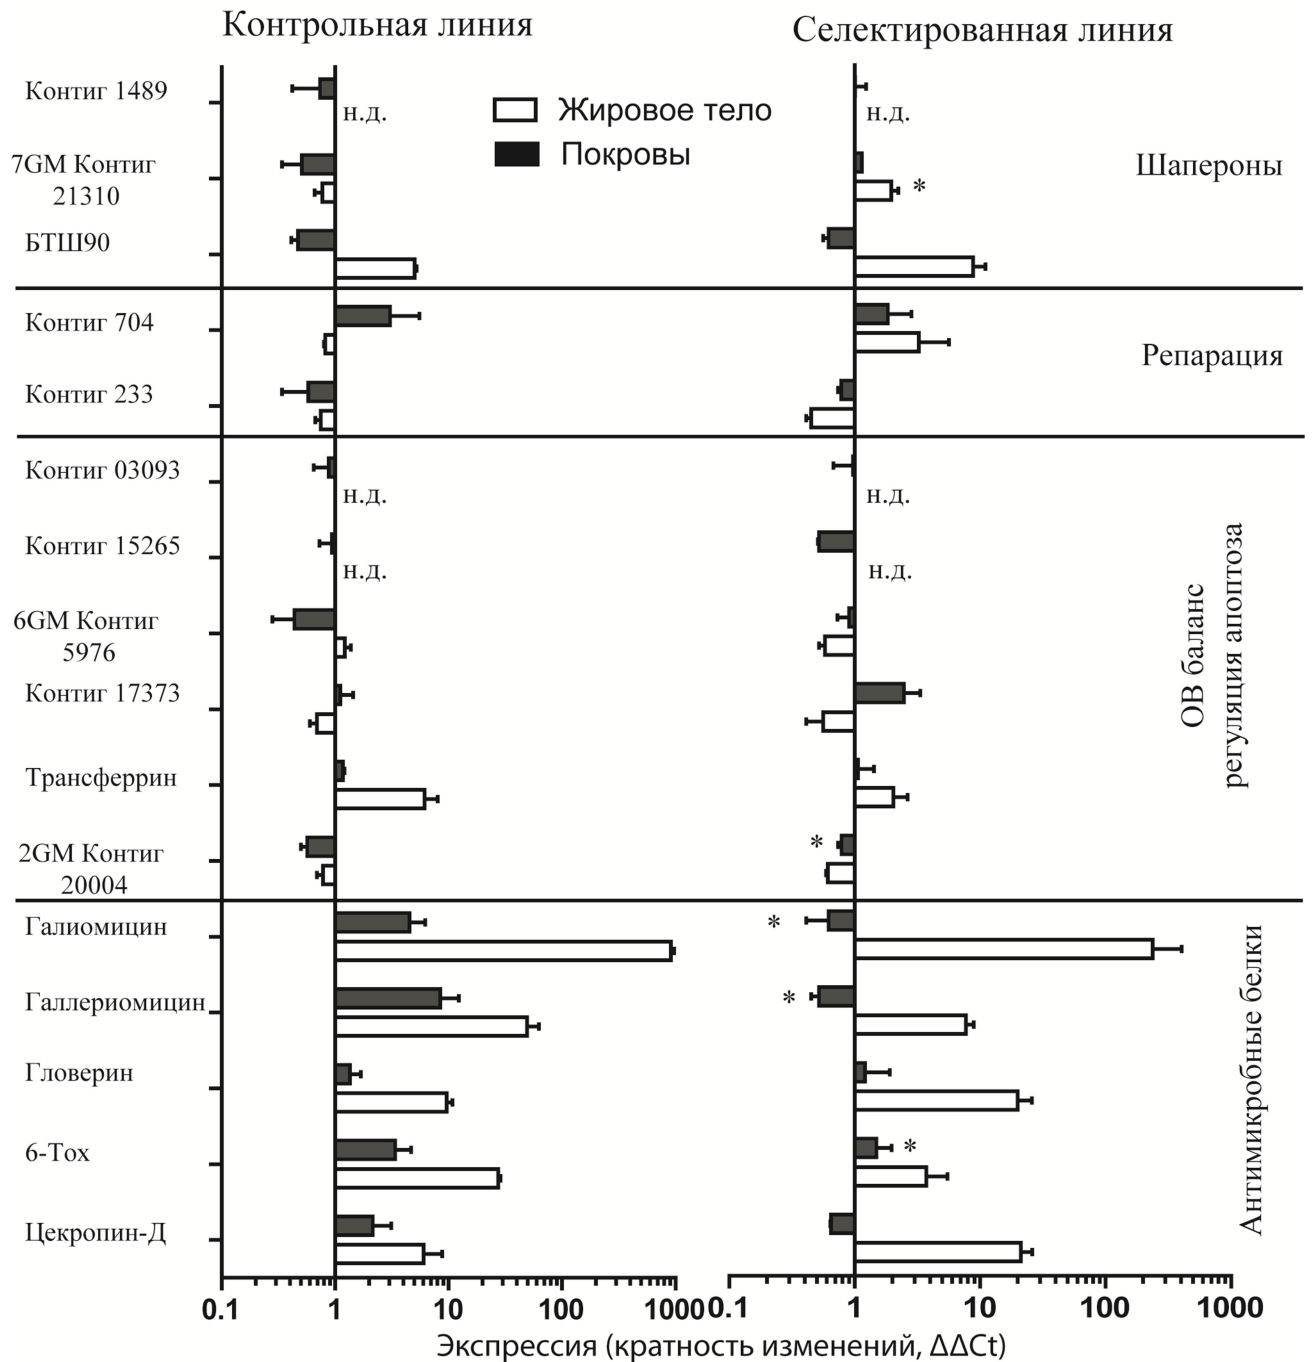 Контрольная линия
Селектированная линия
Жировое тело
Покровы
Контиг 1489
н.д.
н.д.
7GM Контиг
21310
*
Шапероны
БТШ90
Контиг 704
Репарация
Контиг 233
Контиг 03093
н.д.
н.д.
Контиг 15265
н.д.
н.д.
6GM Контиг
5976
Контиг 17373
Трансферрин
2GM Контиг
20004
*
ОВ баланс
регуляция апоптоза
Галиомицин
*
Галлериомицин
*
Гловерин
6-Тох
*
Цекропин-Д
Антимикробные белки
0.1 1 10 100 1000
0.1 1 10 100 1000
Экспрессия (кратность изменений, ΔΔCt)